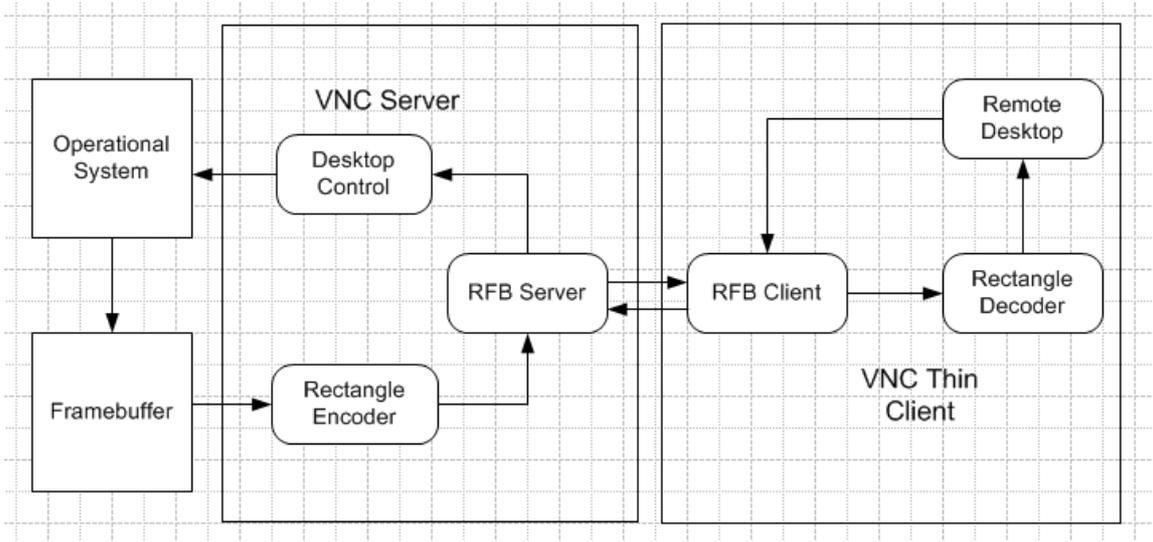 VNC Server
Operational
System
Desktop
Control
RFB Server
Framebuffer
Rectangle
Encoder
Remote
Desktop
RFB Client
Rectangle
Decoder
VNC Thin
Client